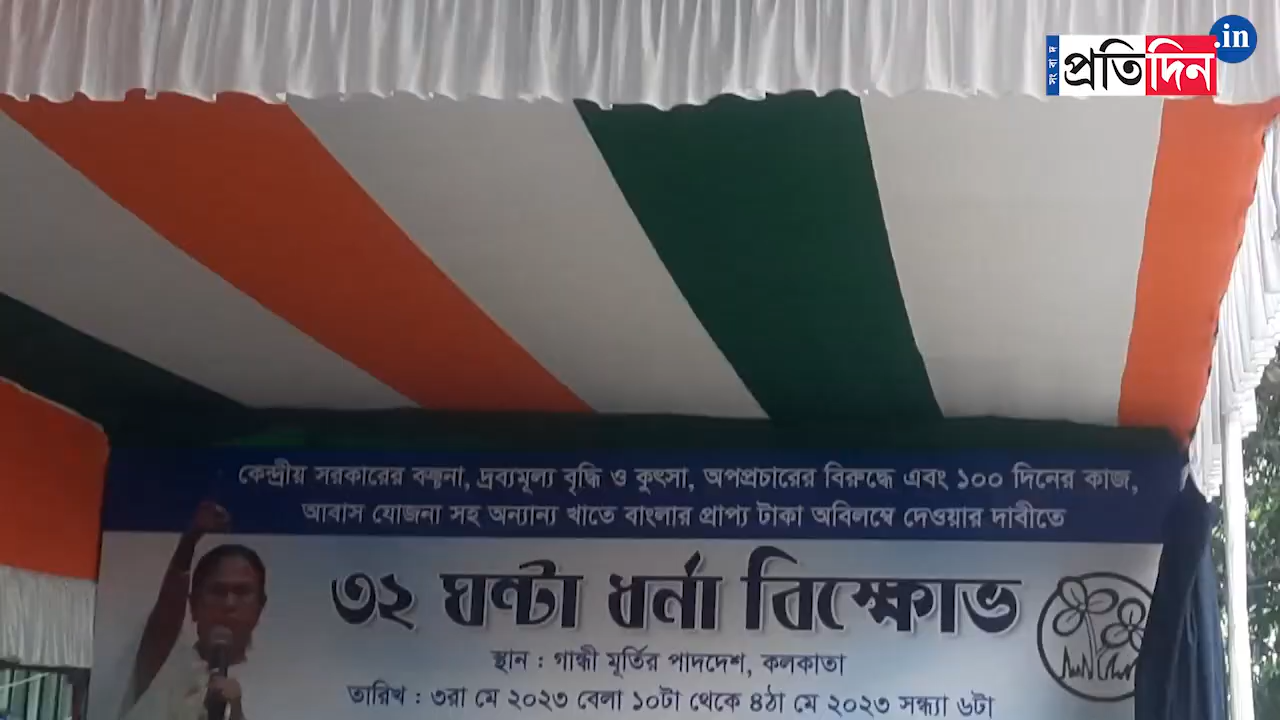 সংবাদ প্রতিদিন.in
কেন্দ্রীয় সরকারের বঞ্চনা, দ্রব্যমূল্য বৃদ্ধি ও কুৎসা, অপপ্রচারের বিরুদ্ধে এবং ১০০ দিনের কাজ,
আবাস যোজনা সহ অন্যান্য খাতে বাংলার প্রাপ্য টাকা অবিলম্বে দেওয়ার দাবীতে
৩২ ঘন্টা ধর্না বিক্ষোভ
স্থান : গান্ধী মূর্তির পাদদেশ, কলকাতা
তারিখ : ৩রা মে ২০২৩ বেলা ১০টা থেকে ৪ঠা মে ২০২৩ সন্ধ্যা ৬টা